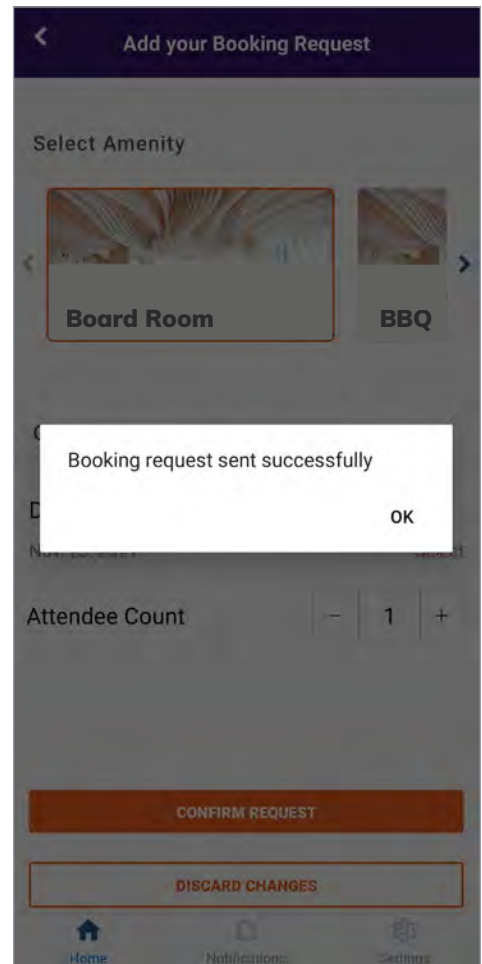 Add your Booking Request
Select Amenity
Board Room
BBQ
Booking request sent successfully
OK
Attendee Count
1
CONFIRM REQUEST
DISCARD CHANGES
Home
Notifications
Settings